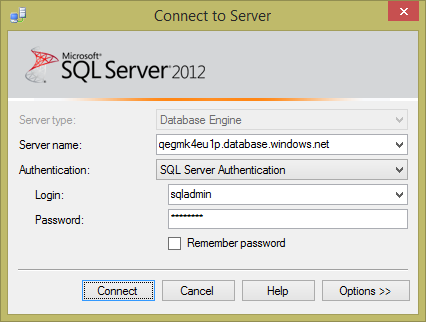 Connect to Server
Microsoft
SQL Server 2012
Server type: Database Engine
Server name: qegmk4eu1p.database.windows.net
Authentication: SQL Server Authentication
Login: sqladmin
Password: ********
Remember password
Connect Cancel Help Options >>